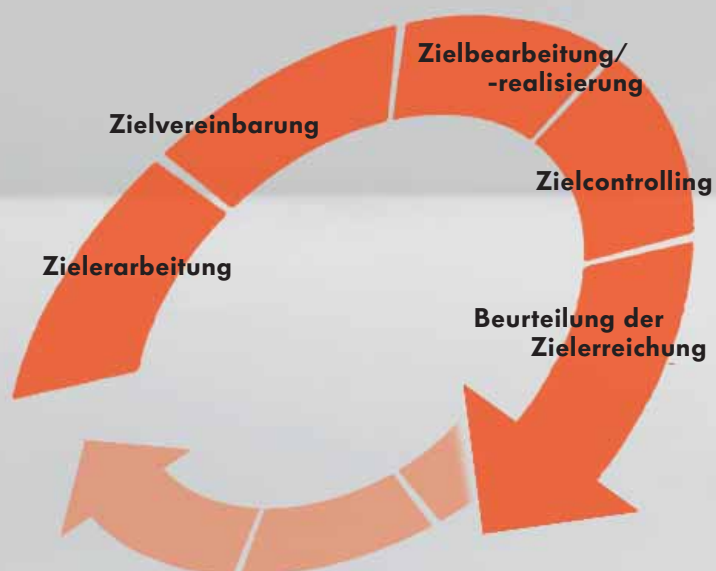 Zielbearbeitung/
-realisierung
Zielvereinbarung
Zielcontrolling
Zielerarbeitung
Beurteilung der
Zielerreichung